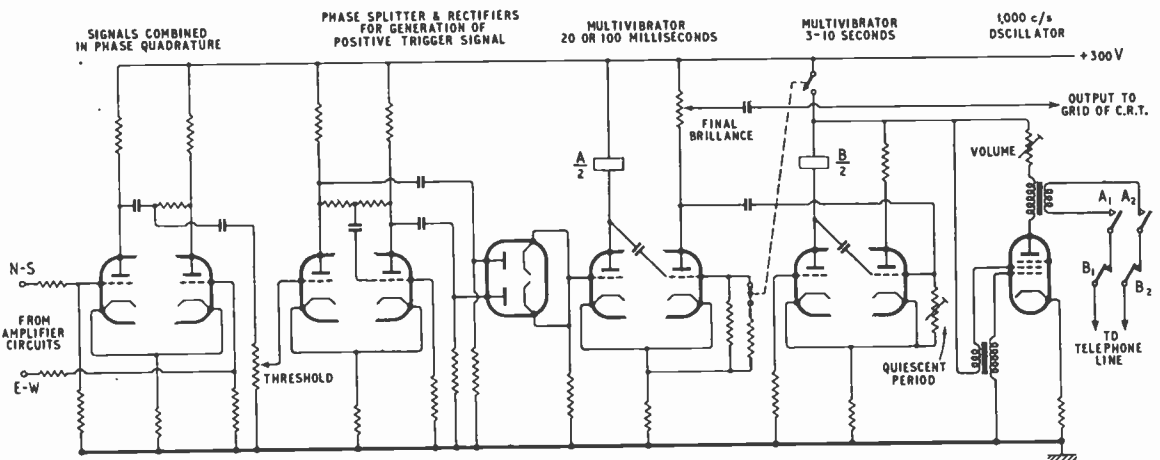 SIGNALS COMBINED
IN PHASE QUADRATURE
PHASE SPLITTER & RECTIFIERS
FOR GENERATION OF
POSITIVE TRIGGER SIGNAL
MULTIVIBRATOR
20 OR 100 MILLISECONDS
MULTIVIBRATOR
3-10 SECONDS
1,000 c/s
OSCILLATOR
+300V
OUTPUT TO
GRID OF C.R.T.
FINAL
BRILLANCE
VOLUME
A
2
B
2
A1 A2
N-S
B1
B2
FROM
AMPLIFIER
CIRCUITS
TO
TELEPHONE
LINE
QUIESCENT
PERIOD
THRESHOLD
E-W